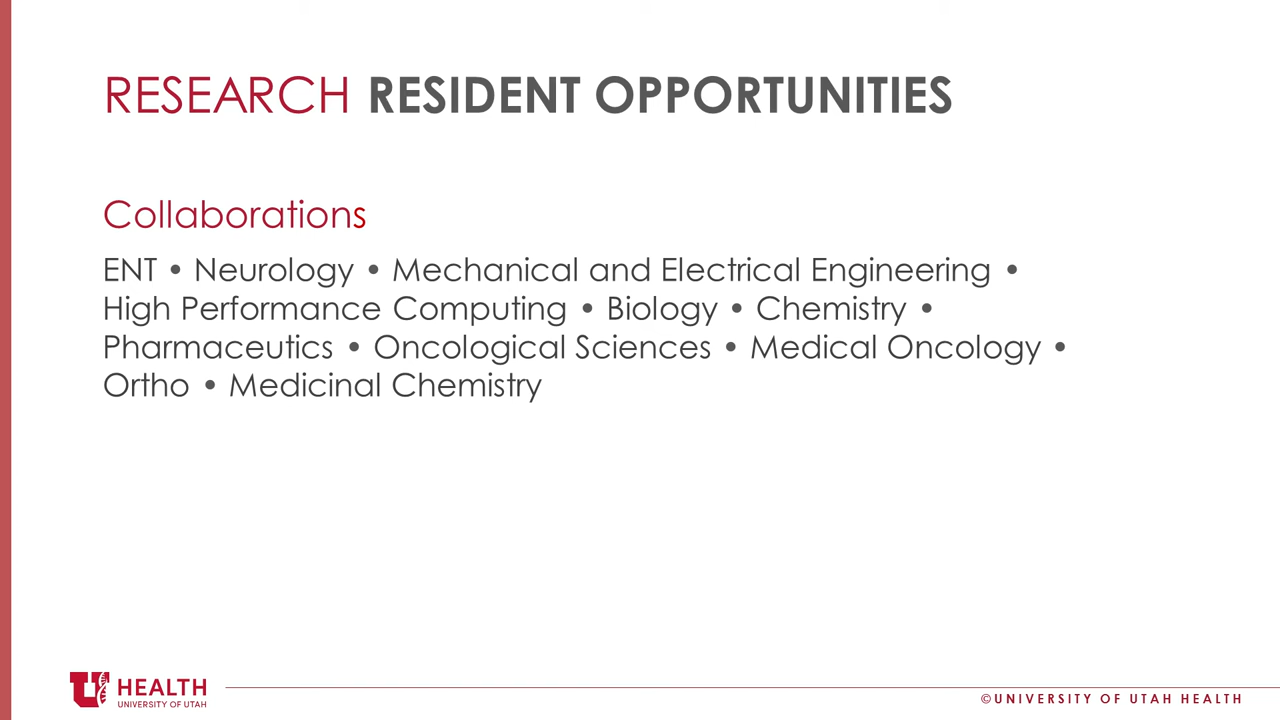 RESEARCH RESIDENT OPPORTUNITIES
Collaborations
ENT • Neurology • Mechanical and Electrical Engineering •
High Performance Computing • Biology • Chemistry •
Pharmaceutics • Oncological Sciences • Medical Oncology •
Ortho • Medicinal Chemistry
U HEALTH
UNIVERSITY OF UTAH
©UNIVERSITY OF UTAH HEALTH